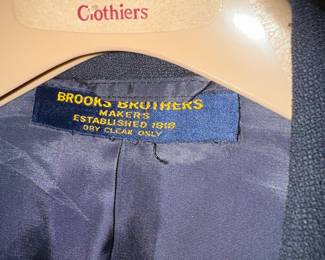 Clothiers
BROOKS BROTHERS
MAKERS
ESTABLISHED 1818
DRY CLEAN ONLY